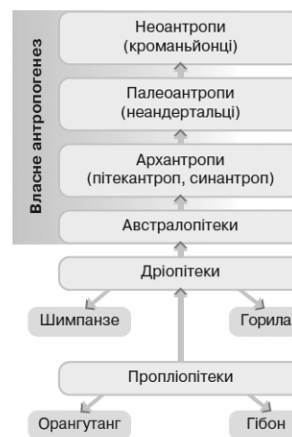 Власне антропогенез
Неоантропи
(кроманьйонці)
Палеоантропи
(неандертальці)
Архантропи
(пітекантроп, синантроп)
Австралопітеки
Дріопітеки
Шимпанзе
Горила
Пропліопітеки
Орангутанг
Гібон